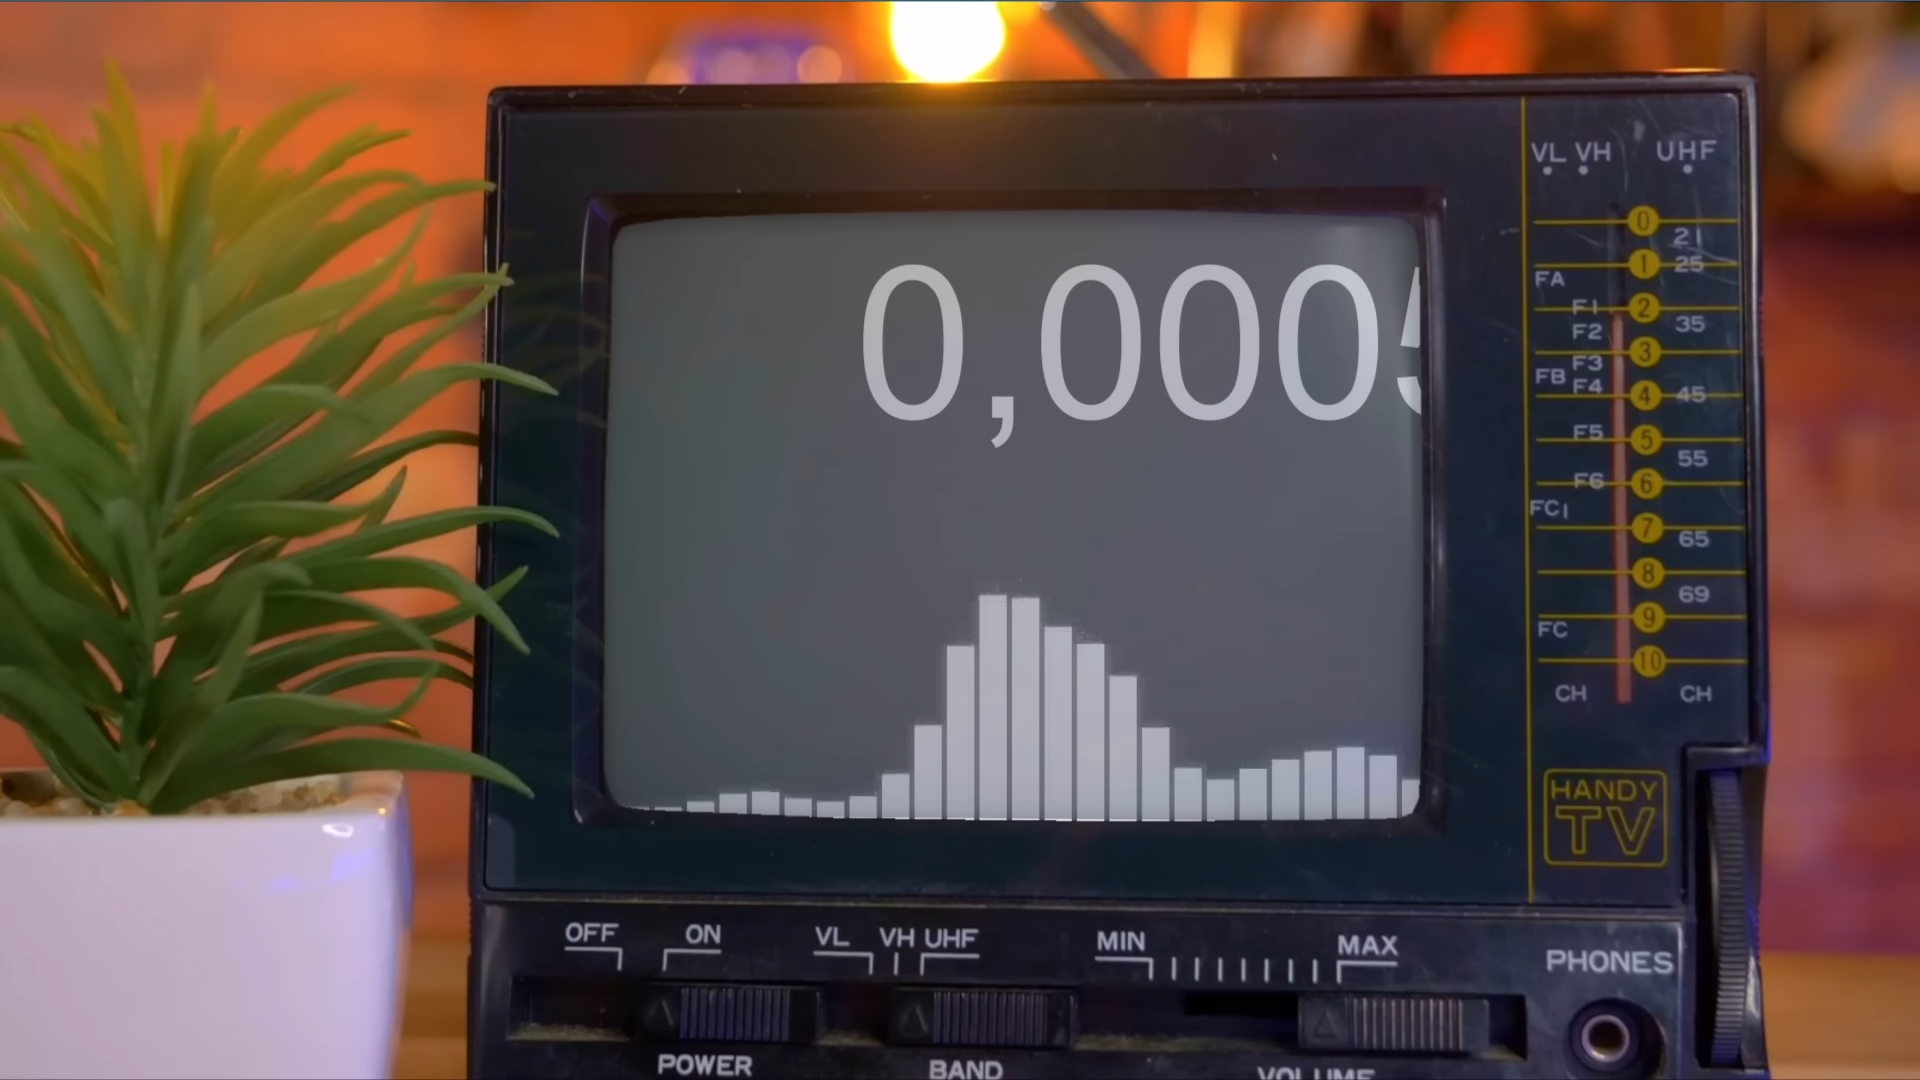 0,0005
VL VH UHF
0
21
1
25
FA
F1
2
F2
35
3
F3
FB
F4
4
45
F5
5
55
F6
6
FC1
7
65
8
69
9
FC
10
CH CH
HANDY
TV
OFF ON VL VH UHF MIN MAX
PHONES
POWER BAND VOLUME